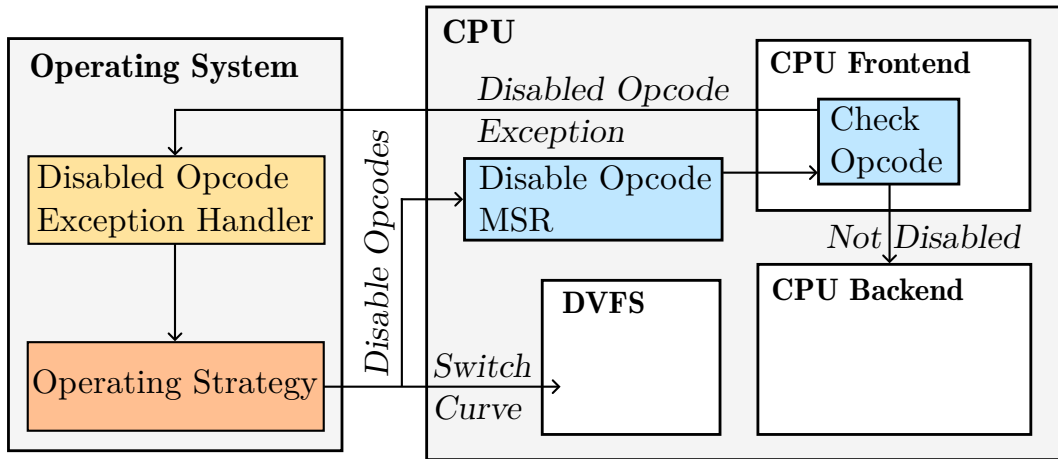 CPU
Operating System
CPU Frontend
Disabled Opcode
Exception
Check
Opcode
Disabled Opcode
Exception Handler
Disable Opcodes
Disable Opcode
MSR
Not Disabled
DVFS
CPU Backend
Operating Strategy
Switch
Curve